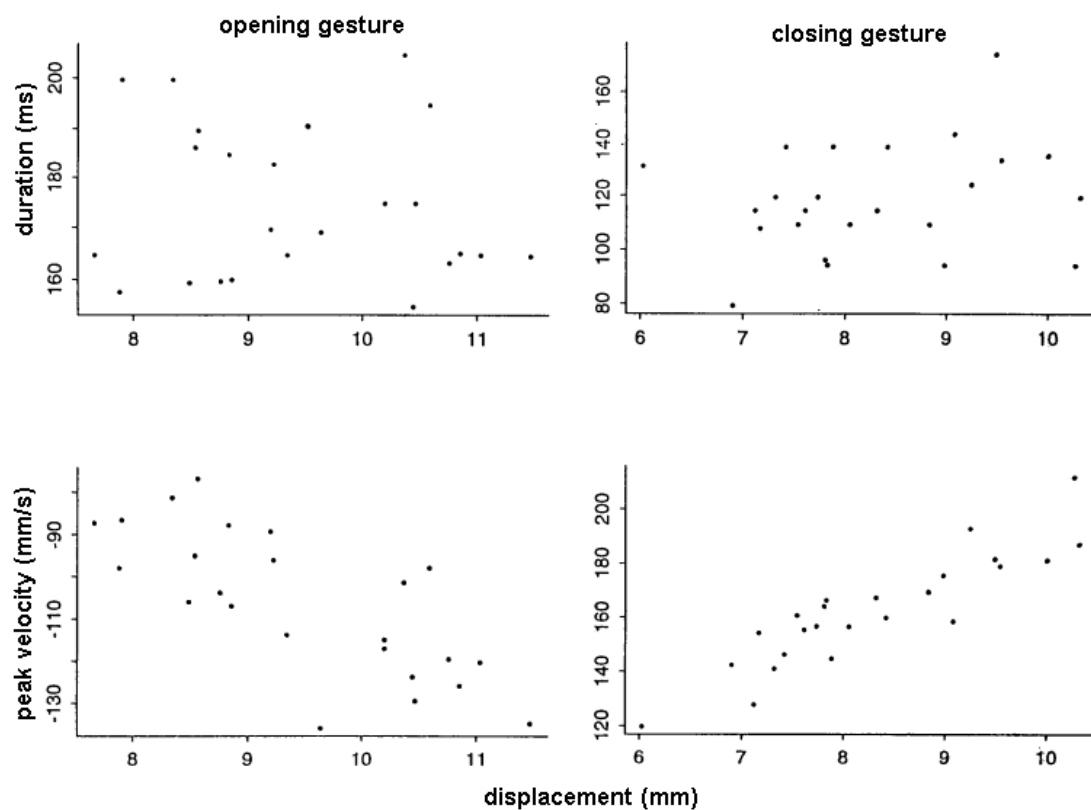 opening gesture
closing gesture
duration (ms)
200
180
160
8 9 10 11
160
140
120
100
80
6 7 8 9 10
peak velocity (mm/s)
-90
-110
-130
8 9 10 11
200
180
160
140
120
6 7 8 9 10
displacement (mm)